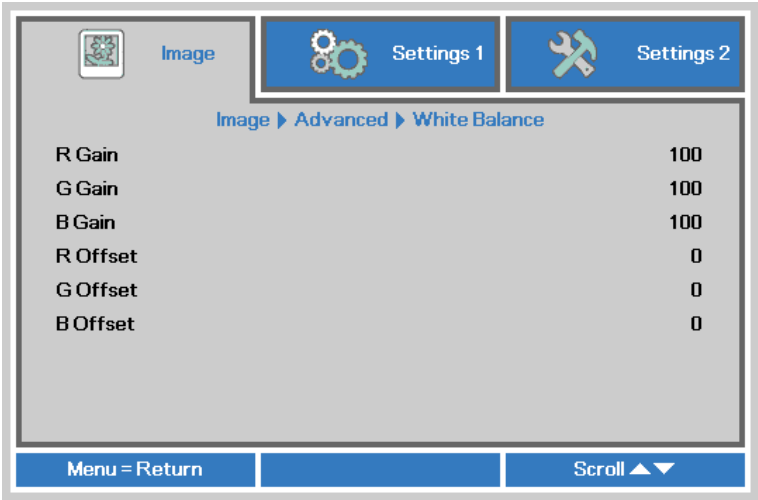 Image
Settings 1
Settings 2
Image ▶ Advanced ▶ White Balance
R Gain 100
G Gain 100
B Gain 100
R Offset 0
G Offset 0
B Offset 0
Menu = Return
Scroll ▲▼